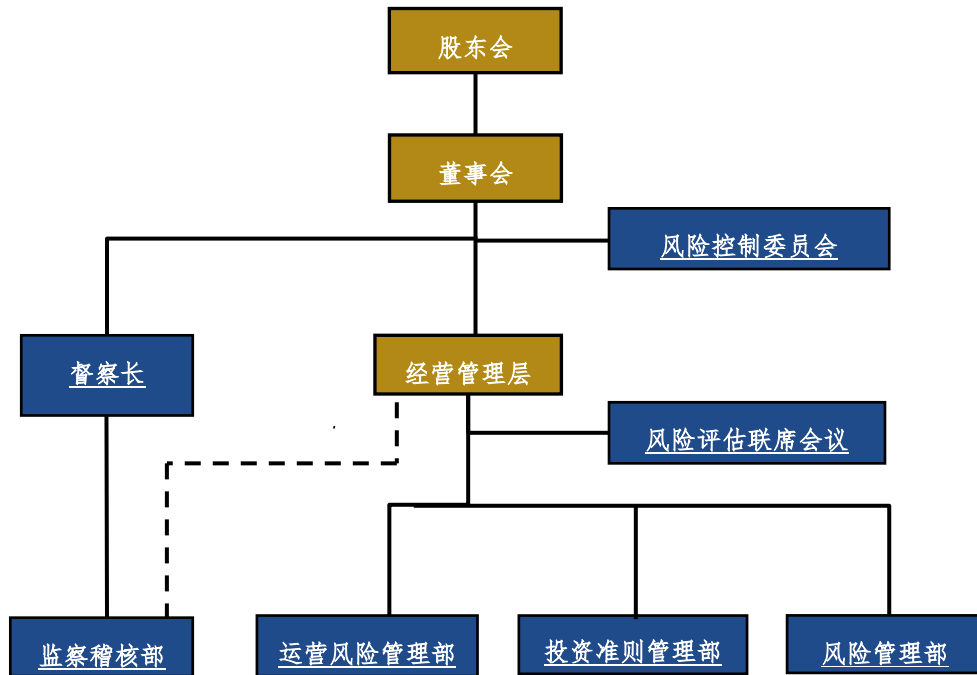 股东会
董事会
风险控制委员会
督察长
经营管理层
风险评估联席会议
监察稽核部
运营风险管理部
投资准则管理部
风险管理部